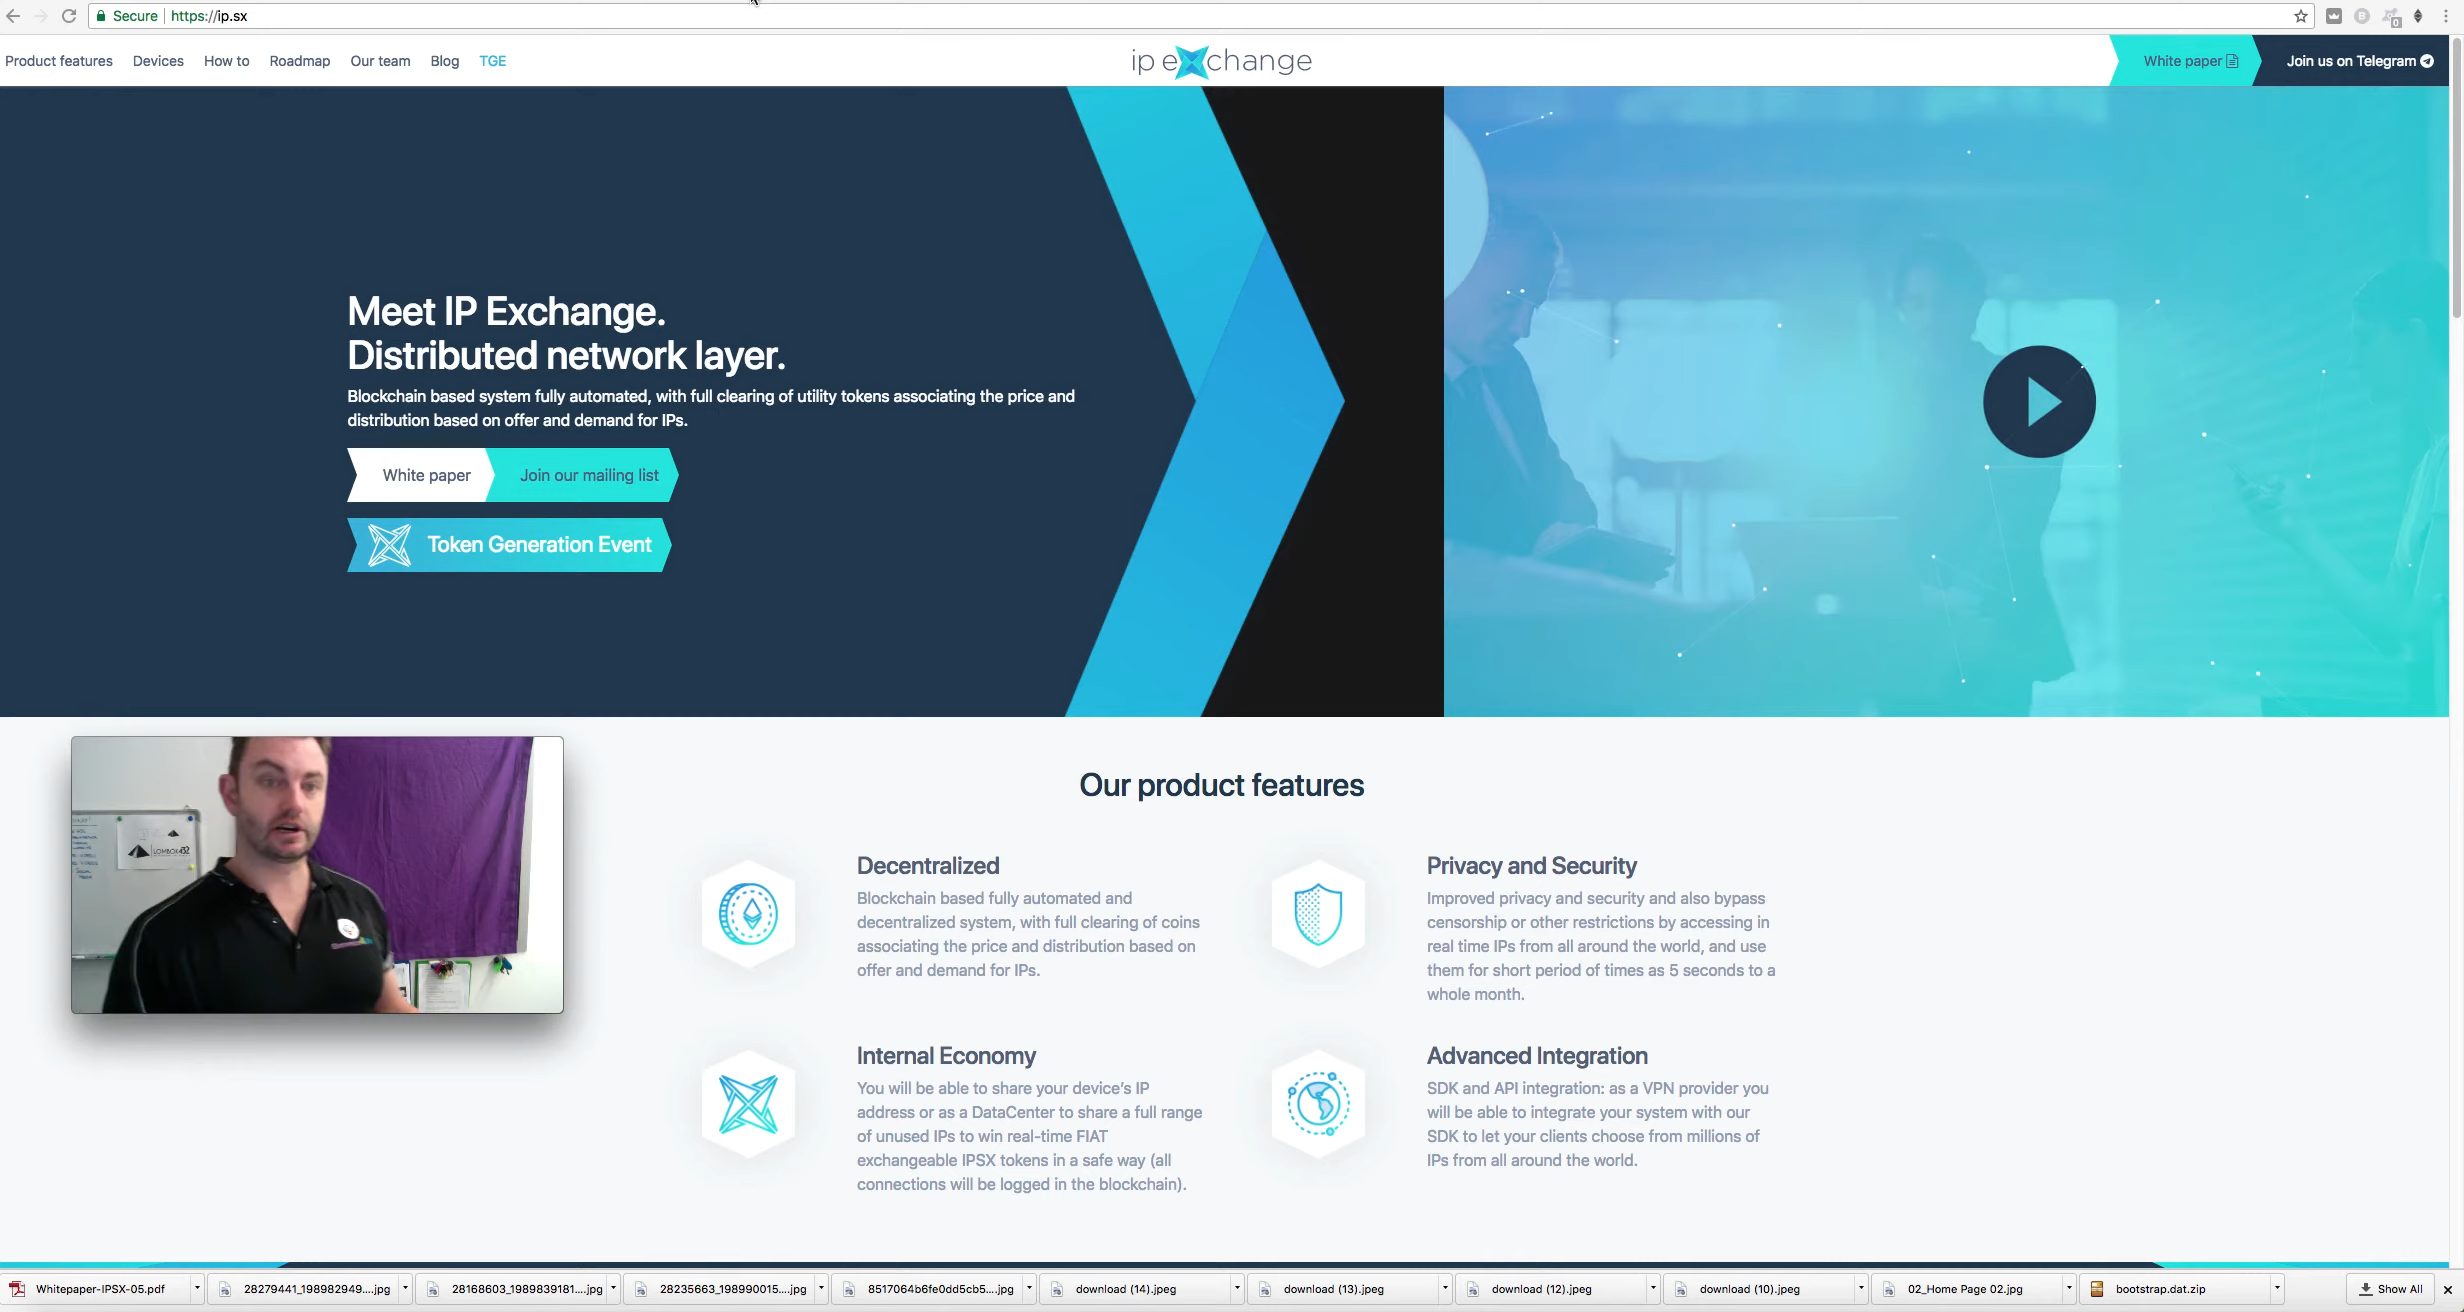 Secure
https://ip.sx
Product features
Devices
How to
Roadmap
Our team
Blog
TGE
ip exchange
White paper
Join us on Telegram
Meet IP Exchange.
Distributed network layer.
Blockchain based system fully automated, with full clearing of utility tokens associating the price and
distribution based on offer and demand for IPs.
White paper
Join our mailing list
Token Generation Event
Our product features
Decentralized
Blockchain based fully automated and
decentralized system, with full clearing of coins
associating the price and distribution based on
offer and demand for IPs.
Privacy and Security
Improved privacy and security and also bypass
censorship or other restrictions by accessing in
real time IPs from all around the world, and use
them for short period of times as 5 seconds to a
whole month.
Internal Economy
You will be able to share your device's IP
address or as a DataCenter to share a full range
of unused IPs to win real-time FIAT
exchangeable IPSX tokens in a safe way (all
connections will be logged in the blockchain).
Advanced Integration
SDK and API integration: as a VPN provider you
will be able to integrate your system with our
SDK to let your clients choose from millions of
IPs from all around the world.
LOMBOX432
Whitepaper-IPSX-05.pdf
28279441_198982949....jpg
28168603_1989839181....jpg
28235663_198990015....jpg
8517064b6fe0dd5cb5....jpg
download (14).jpeg
download (13).jpeg
download (12).jpeg
download (10).jpeg
02_Home Page 02.jpg
bootstrap.dat.zip
Show All